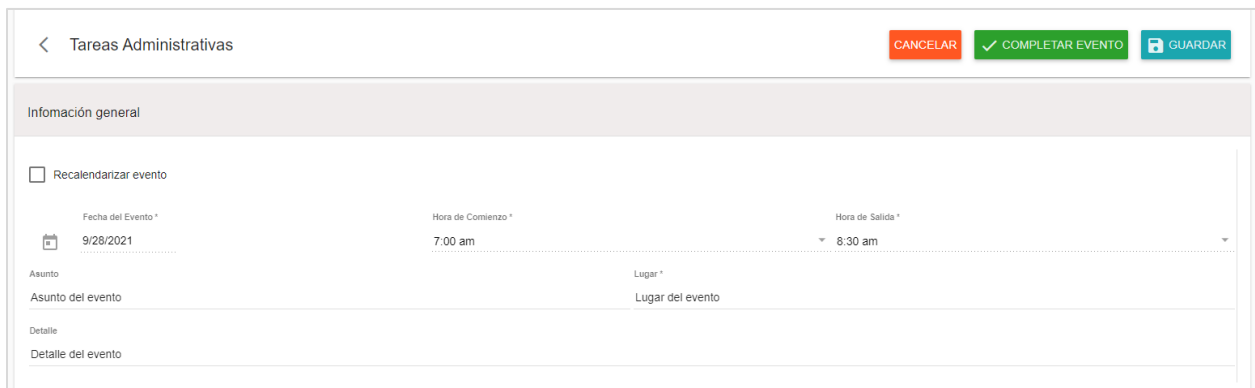 Tareas Administrativas
CANCELAR
COMPLETAR EVENTO
GUARDAR
Infomación general
Recalendarizar evento
Fecha del Evento *
Hora de Comienzo *
Hora de Salida *
9/28/2021
7:00 am
8:30 am
Asunto
Lugar *
Asunto del evento
Lugar del evento
Detalle
Detalle del evento